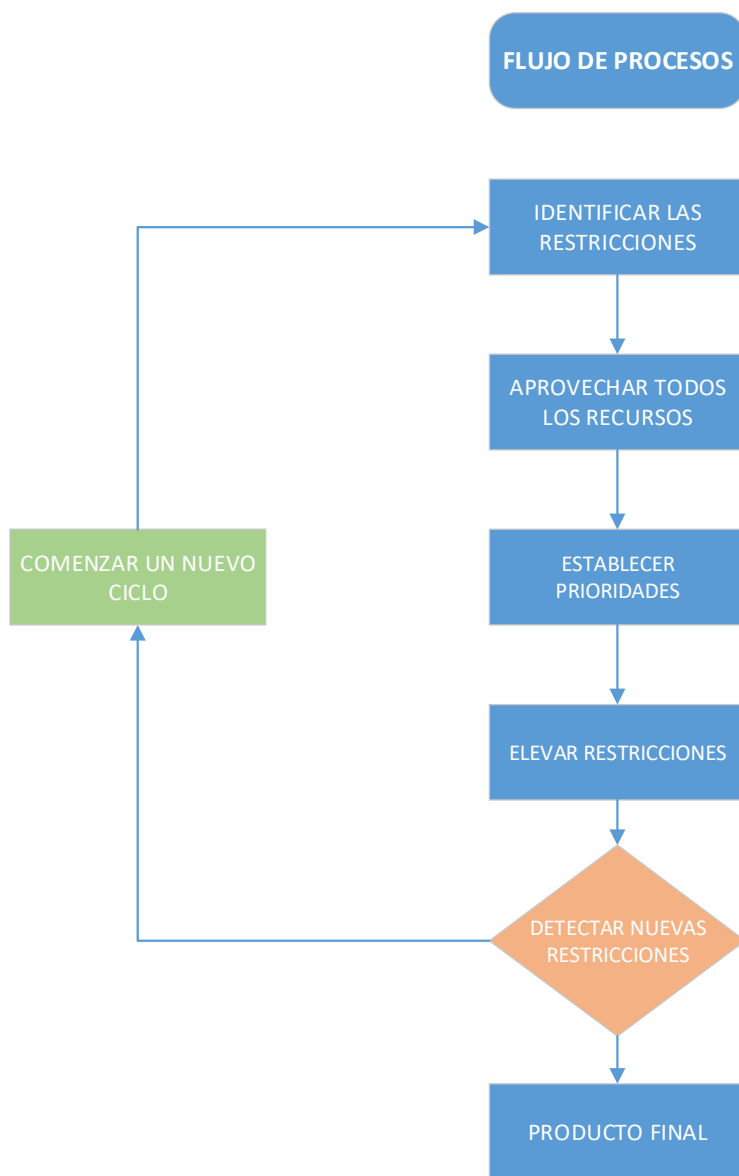 FLUJO DE PROCESOS
IDENTIFICAR LAS
RESTRICCIONES
APROVECHAR TODOS
LOS RECURSOS
COMENZAR UN NUEVO
CICLO
ESTABLECER
PRIORIDADES
ELEVAR RESTRICCIONES
DETECTAR NUEVAS
RESTRICCIONES
PRODUCTO FINAL